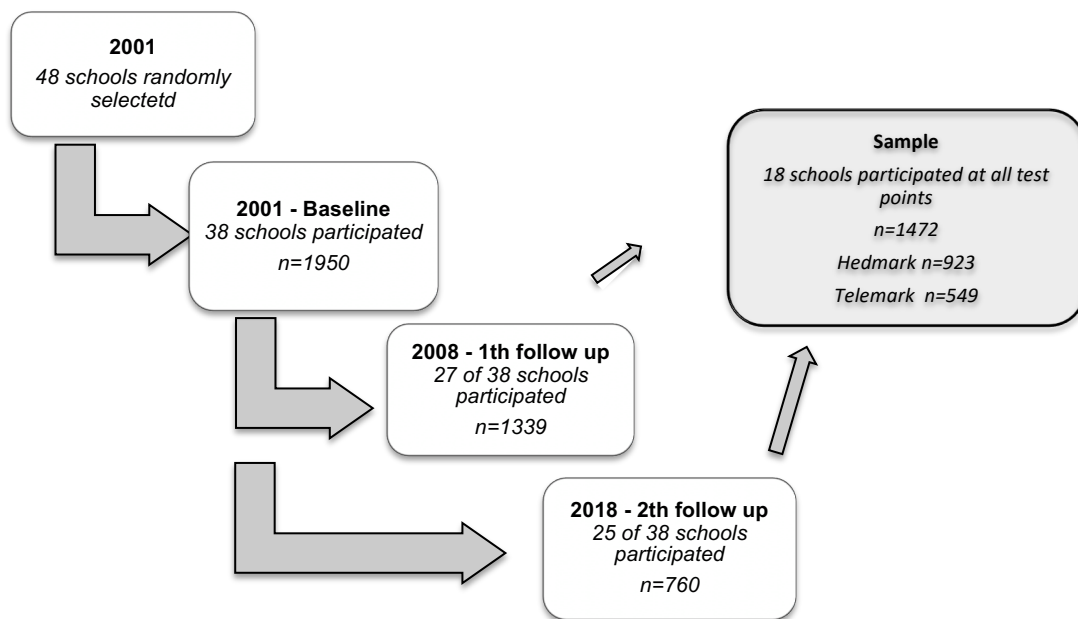 2001
48 schools randomly
selectetd
2001 - Baseline
38 schools participated
n=1950
2008 - 1th follow up
27 of 38 schools
participated
n=1339
2018 - 2th follow up
25 of 38 schools
participated
n=760
Sample
18 schools participated at all test
points
n=1472
Hedmark n=923
Telemark n=549